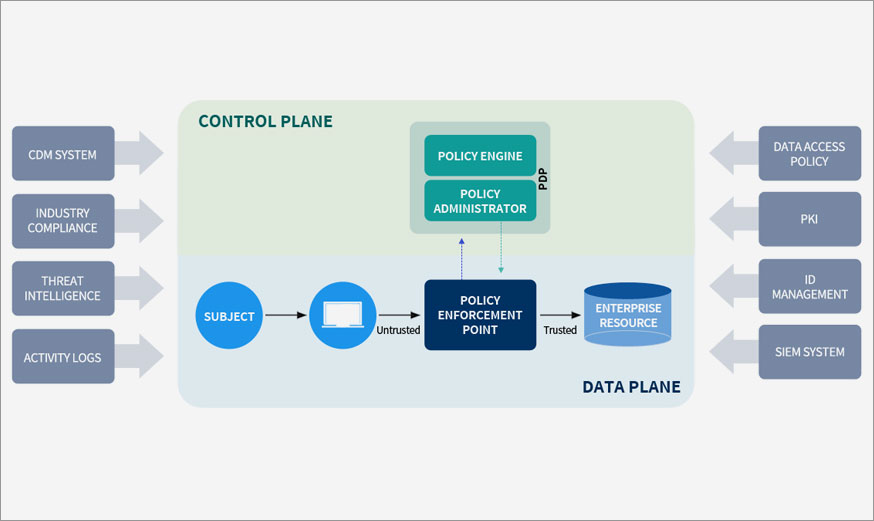 CONTROL PLANE
CDM SYSTEM
INDUSTRY
COMPLIANCE
THREAT
INTELLIGENCE
ACTIVITY LOGS
POLICY ENGINE
POLICY
ADMINISTRATOR
PDP
SUBJECT
Untrusted
POLICY
ENFORCEMENT
POINT
Trusted
ENTERPRISE
RESOURCE
DATA PLANE
DATA ACCESS
POLICY
PKI
ID
MANAGEMENT
SIEM SYSTEM